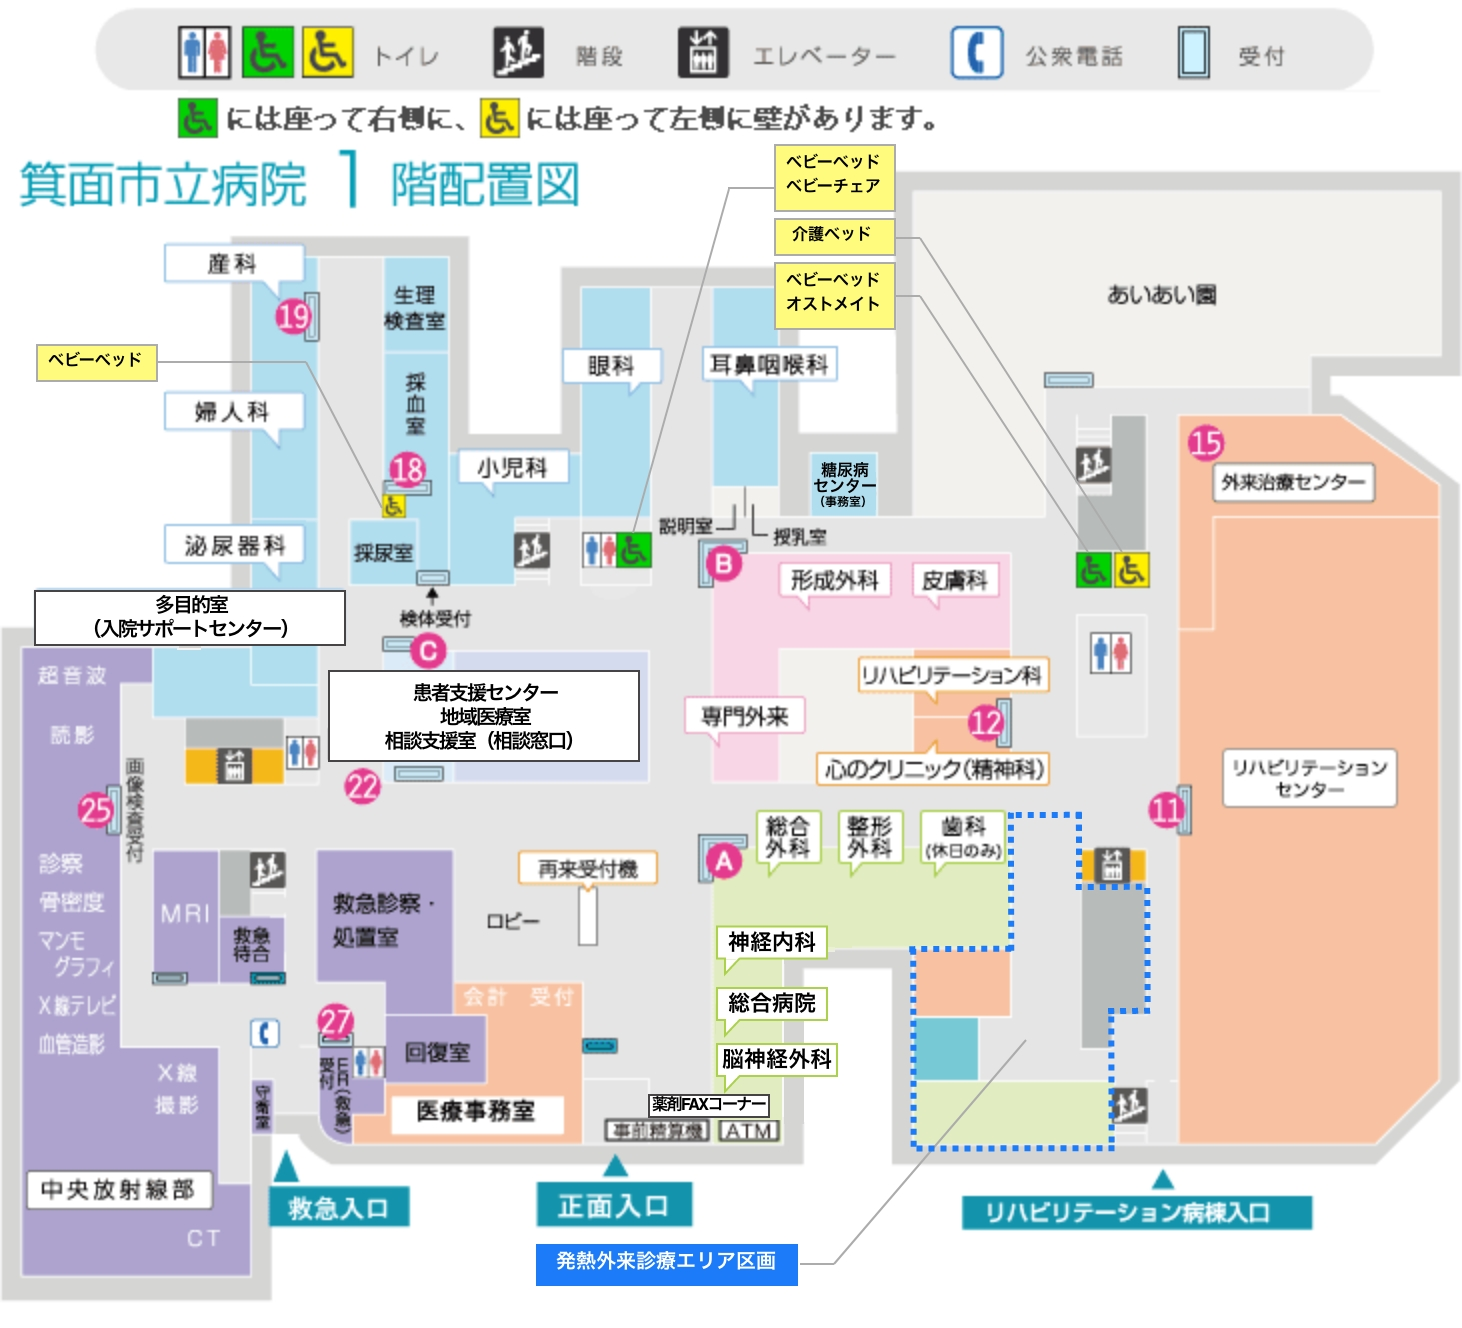 トイレ
階段
エレベーター
公衆電話
受付
には座って右側に、
には座って左側に壁があります。
箕面市立病院 1 階配置図
ベビーベッド
ベビーチェア
介護ベッド
ベビーベッド
オストメイト
あいあい園
産科
19
生理
検査室
ベビーベッド
採血室
眼科
耳鼻咽喉科
婦人科
18
小児科
糖尿病
センター
(事務室)
15
外来治療センター
説明室
授乳室
泌尿器科
採尿室
B
形成外科
皮膚科
検体受付
多目的室
（入院サポートセンター）
C
超音波
患者支援センター
地域医療室
相談支援室（相談窓口）
リハビリテーション科
専門外来
12
読影
心のクリニック(精神科)
リハビリテーション
センター
22
25
画像検査受付
11
総合
外科
整形
外科
歯科
(休日のみ)
A
診察
骨密度
マンモ
グラフィ
X線テレビ
血管造影
MRI
救急
待合
救急診察・
処置室
再来受付機
ロビー
神経内科
総合病院
脳神経外科
会計 受付
27
回復室
ER(救急)
受付
X線
撮影
守衛室
医療事務室
薬剤FAXコーナー
事前精算機
ATM
中央放射線部
CT
救急入口
正面入口
リハビリテーション病棟入口
発熱外来診療エリア区画